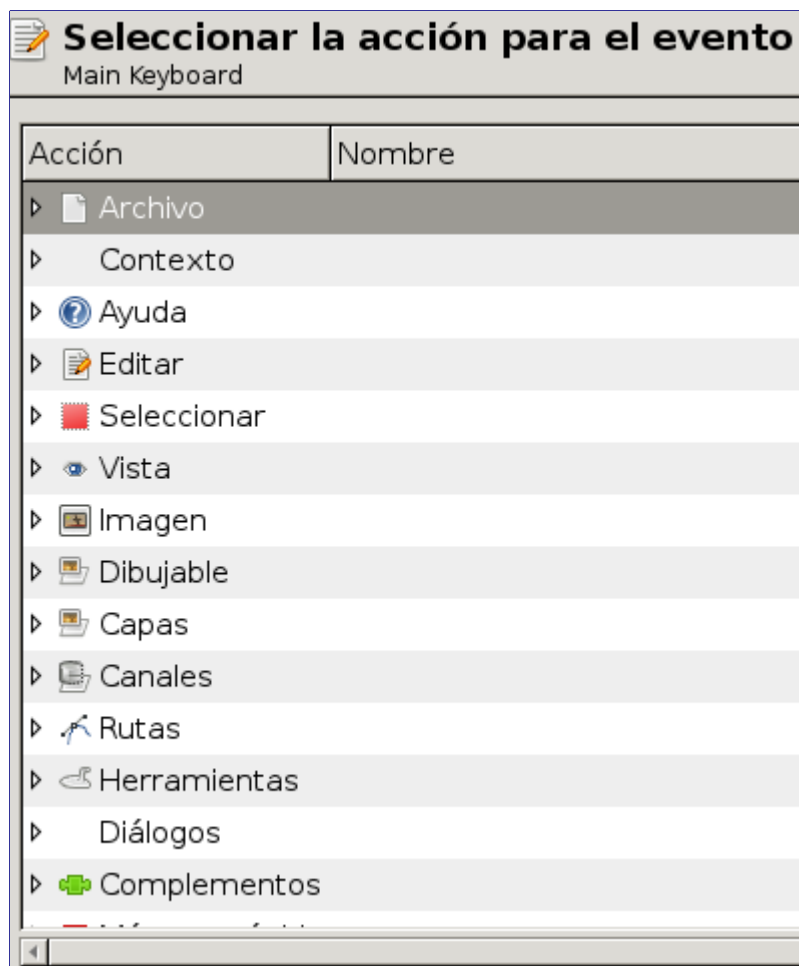 Seleccionar la acción para el evento
Main Keyboard
Acción Nombre
Archivo
Contexto
Ayuda
Editar
Seleccionar
Vista
Imagen
Dibujable
Capas
Canales
Rutas
Herramientas
Diálogos
Complementos